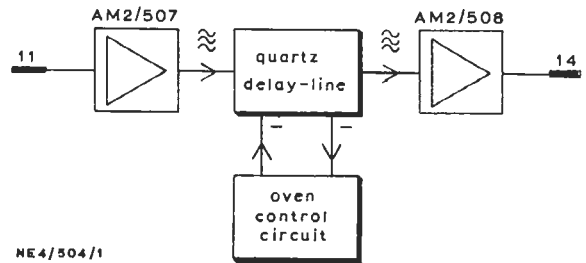 AM2/507
AM2/508
11
quartz
delay-line
14
oven
control
circuit
NE4/504/1